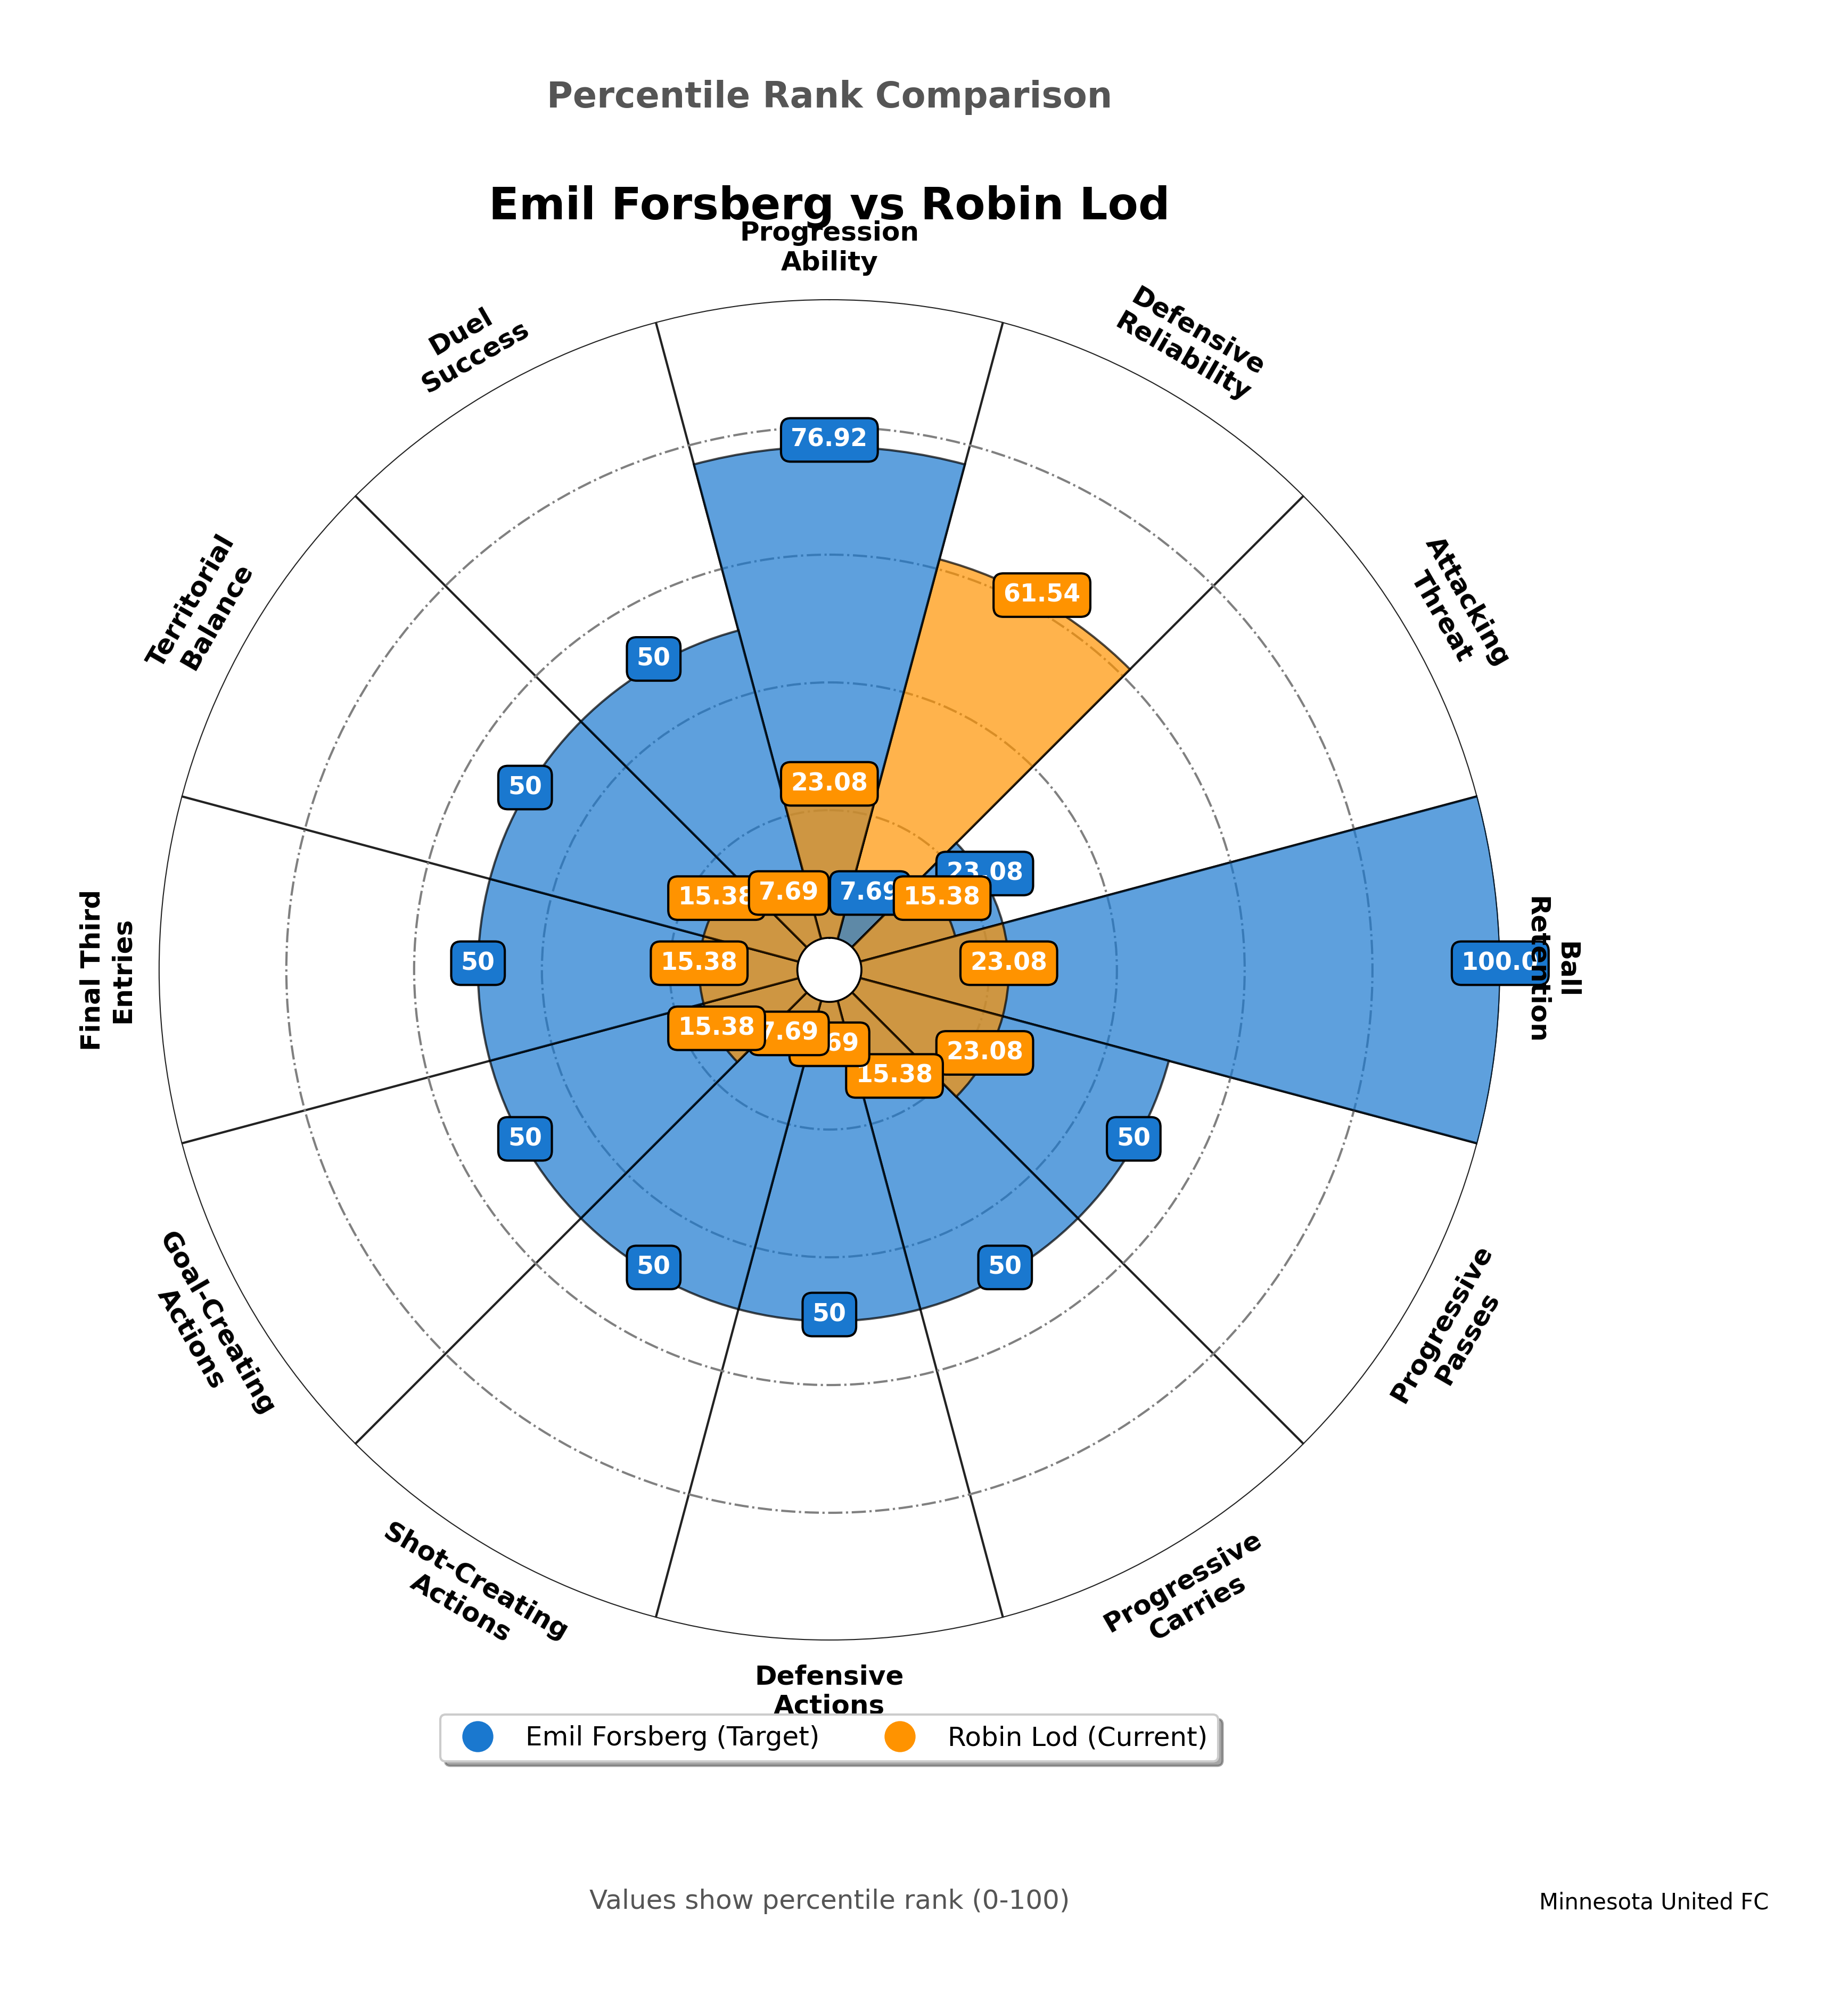 Percentile Rank Comparison
Emil Forsberg vs Robin Lod
Progression
Ability
Defensive
Reliability
Attacking
Threat
Ball
Retention
Progressive
Passes
Progressive
Carries
Defensive
Actions
Shot-Creating
Actions
Goal-Creating
Actions
Final Third
Entries
Territorial
Balance
Duel
Success
76.92
61.54
50
23.08
50
23.08
15.38
7.69
7.69
15.38
50
15.38
23.08
100.0
15.38
7.69
69
15.38
23.08
50
50
50
50
50
Emil Forsberg (Target)
Robin Lod (Current)
Values show percentile rank (0-100)
Minnesota United FC